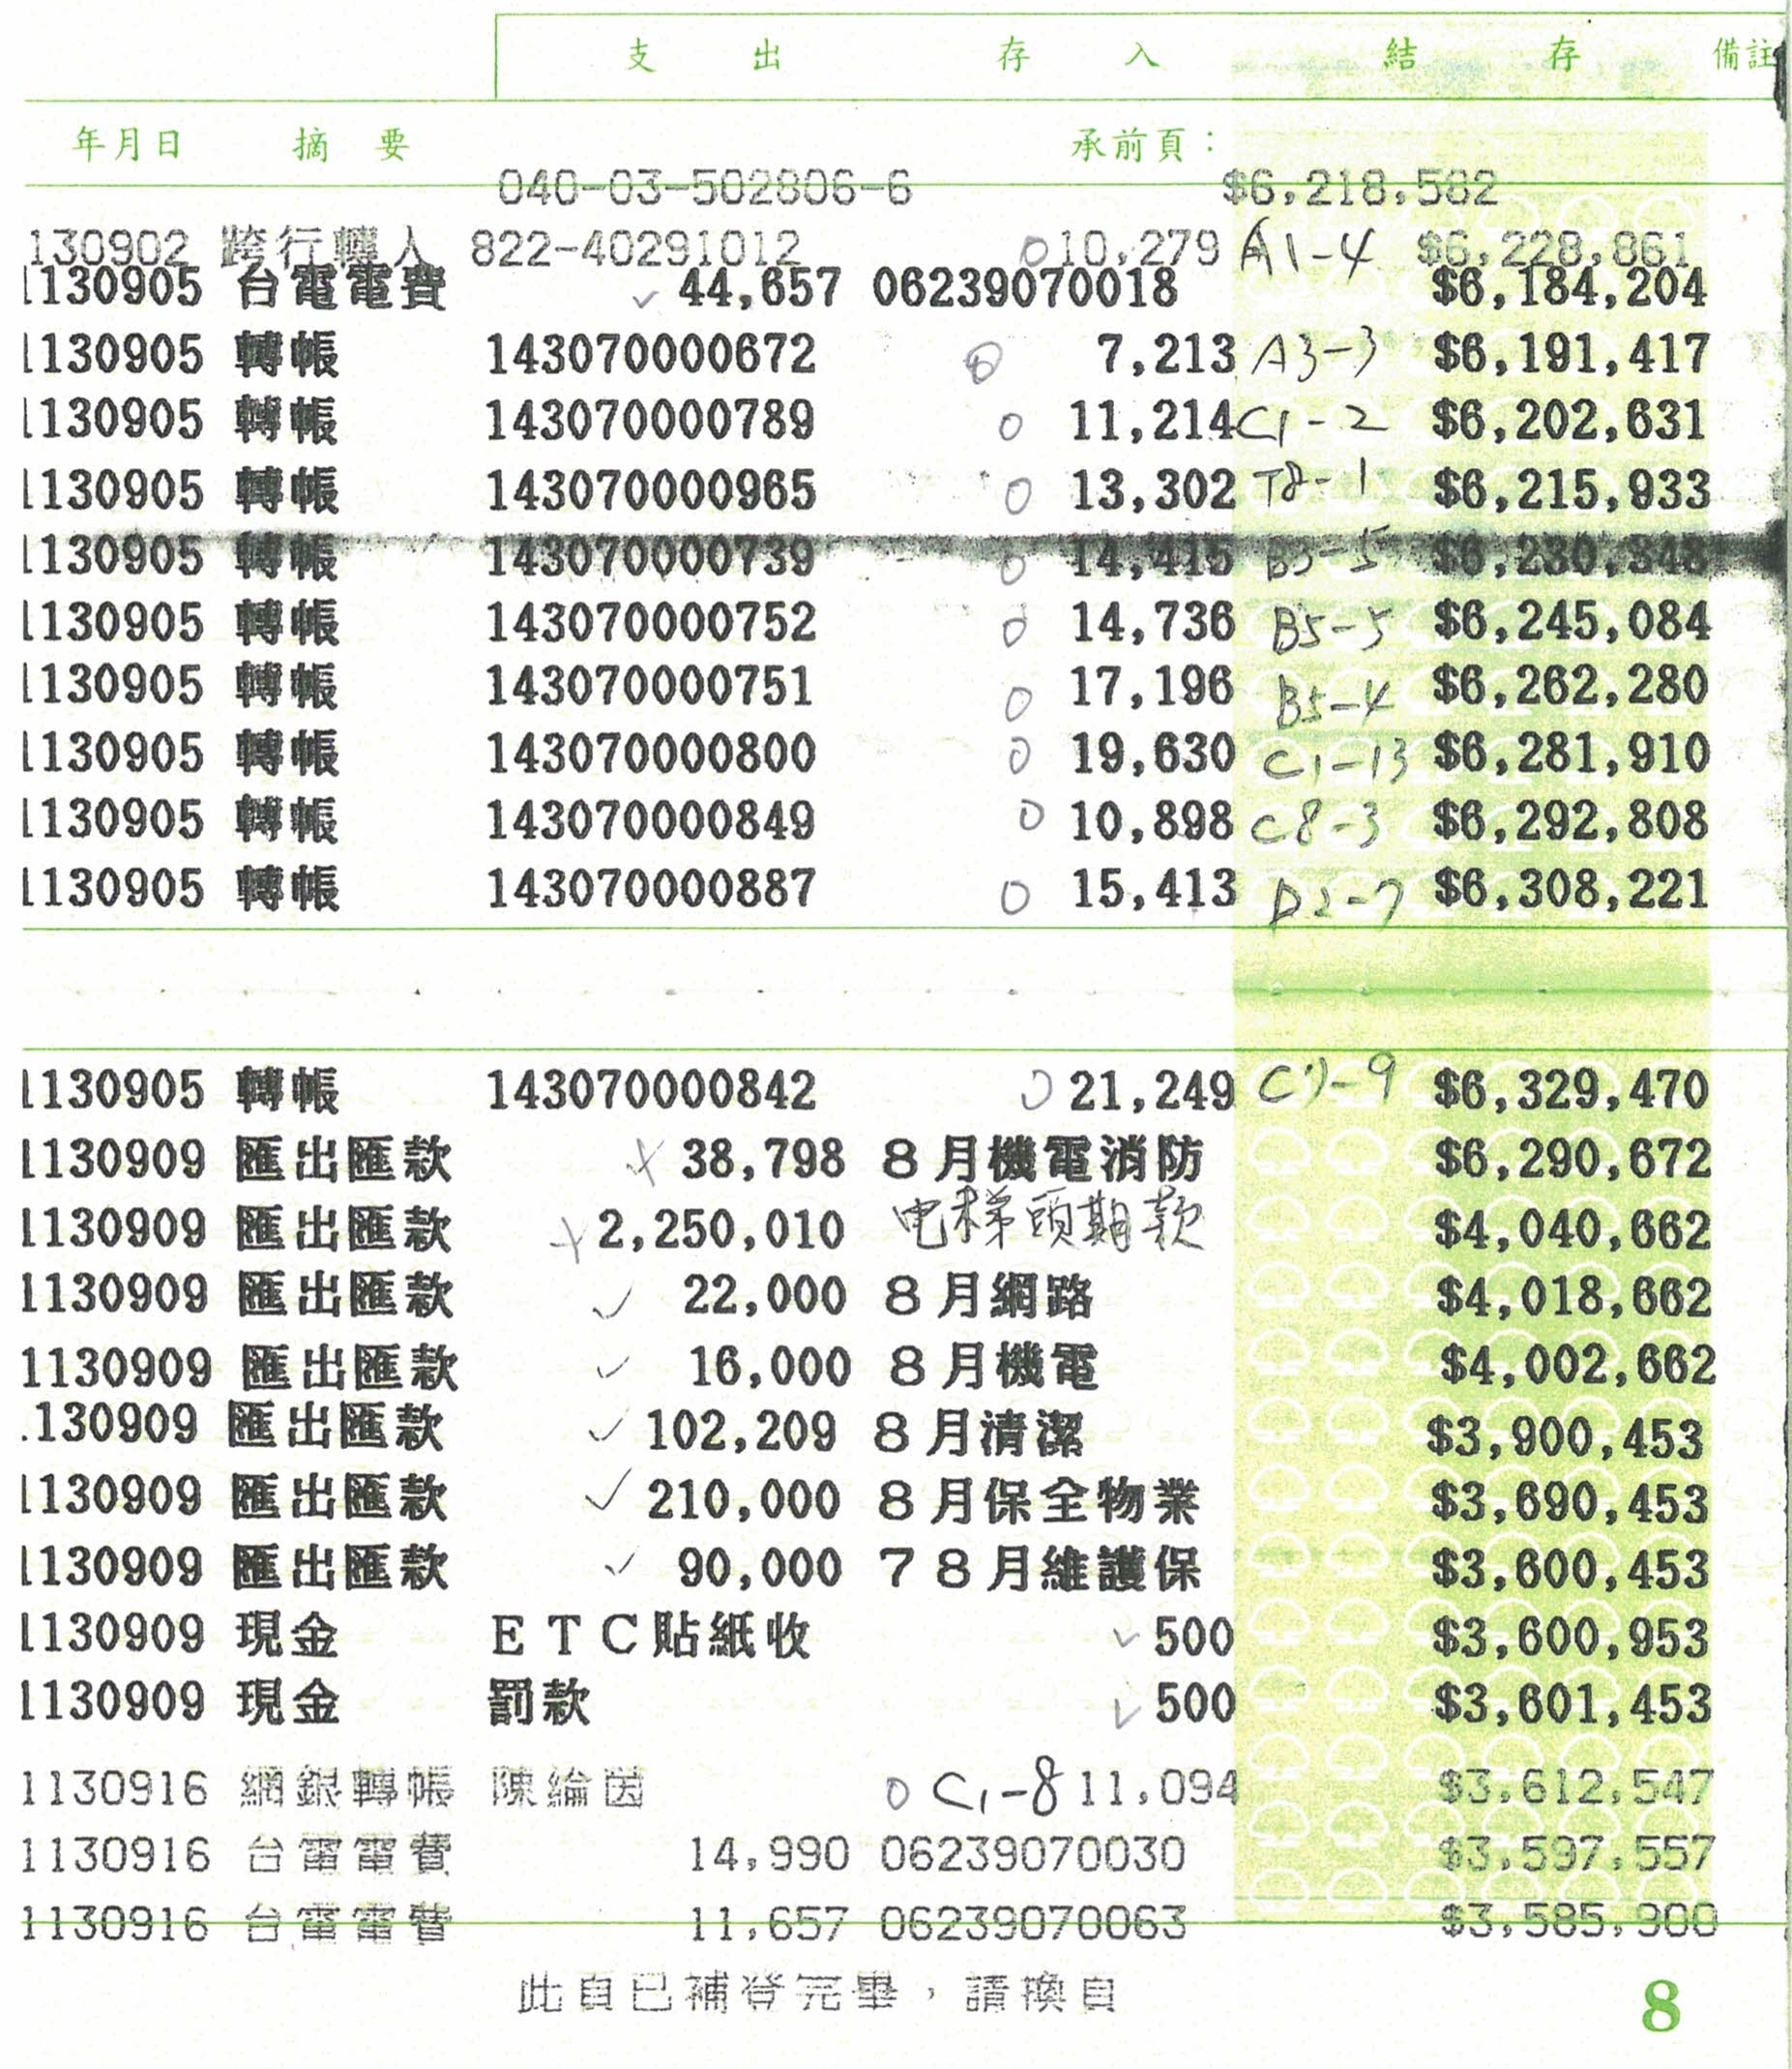 支出 存入 結存 備註
年月日 摘要 承前頁：
040-03-502806-6 $6,218,582
130902 跨行轉入 822-40291012 10,279 A1-4 $6,228,861
1130905 台電電費 44,657 06239070018 $6,184,204
1130905 轉帳 143070000672 7,213 A3-3 $6,191,417
1130905 轉帳 143070000789 11,214 C1-2 $6,202,631
1130905 轉帳 143070000965 13,302 T8-1 $6,215,933
1130905 轉帳 143070000739 14,415 B3-5 $6,230,348
1130905 轉帳 143070000752 14,736 B5-5 $6,245,084
1130905 轉帳 143070000751 17,196 B5-4 $6,262,280
1130905 轉帳 143070000800 19,630 C1-13 $6,281,910
1130905 轉帳 143070000849 10,898 C8-3 $6,292,808
1130905 轉帳 143070000887 15,413 D2-7 $6,308,221
1130905 轉帳 143070000842 21,249 C7-9 $6,329,470
1130909 匯出匯款 38,798 8月機電消防 $6,290,672
1130909 匯出匯款 2,250,010 电梯頭期款 $4,040,662
1130909 匯出匯款 22,000 8月網路 $4,018,662
1130909 匯出匯款 16,000 8月機電 $4,002,662
1130909 匯出匯款 102,209 8月清潔 $3,900,453
1130909 匯出匯款 210,000 8月保全物業 $3,690,453
1130909 匯出匯款 90,000 78月維護保 $3,600,453
1130909 現金 ETC貼紙收 500 $3,600,953
1130909 現金 罰款 500 $3,601,453
1130916 網銀轉帳 陳綸茵 C1-8 11,094 $3,612,547
1130916 台電電費 14,990 06239070030 $3,597,557
1130916 台電電費 11,657 06239070063 $3,585,900
此頁已補登完畢，請換頁
8